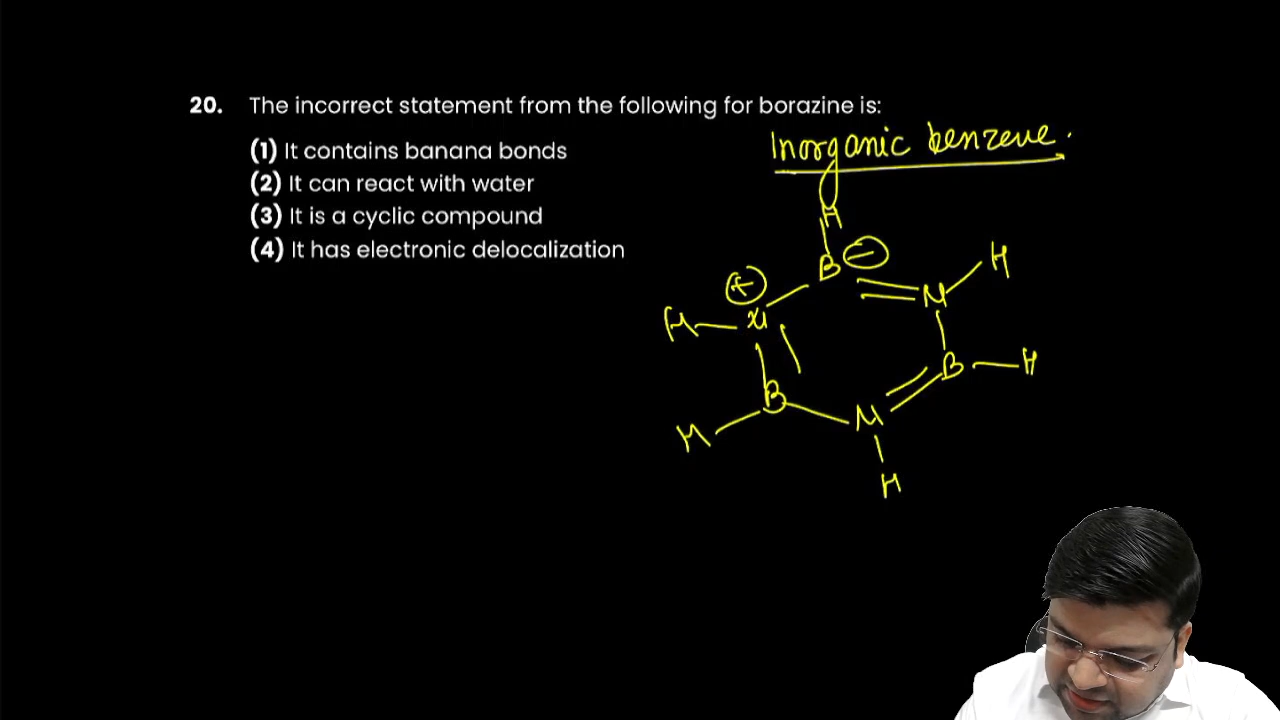 20. The incorrect statement from the following for borazine is:
(1) It contains banana bonds
(2) It can react with water
(3) It is a cyclic compound
(4) It has electronic delocalization
Inorganic benzene.
H
B ⊖
⊕
N H
H N
B H
B
N
H
H